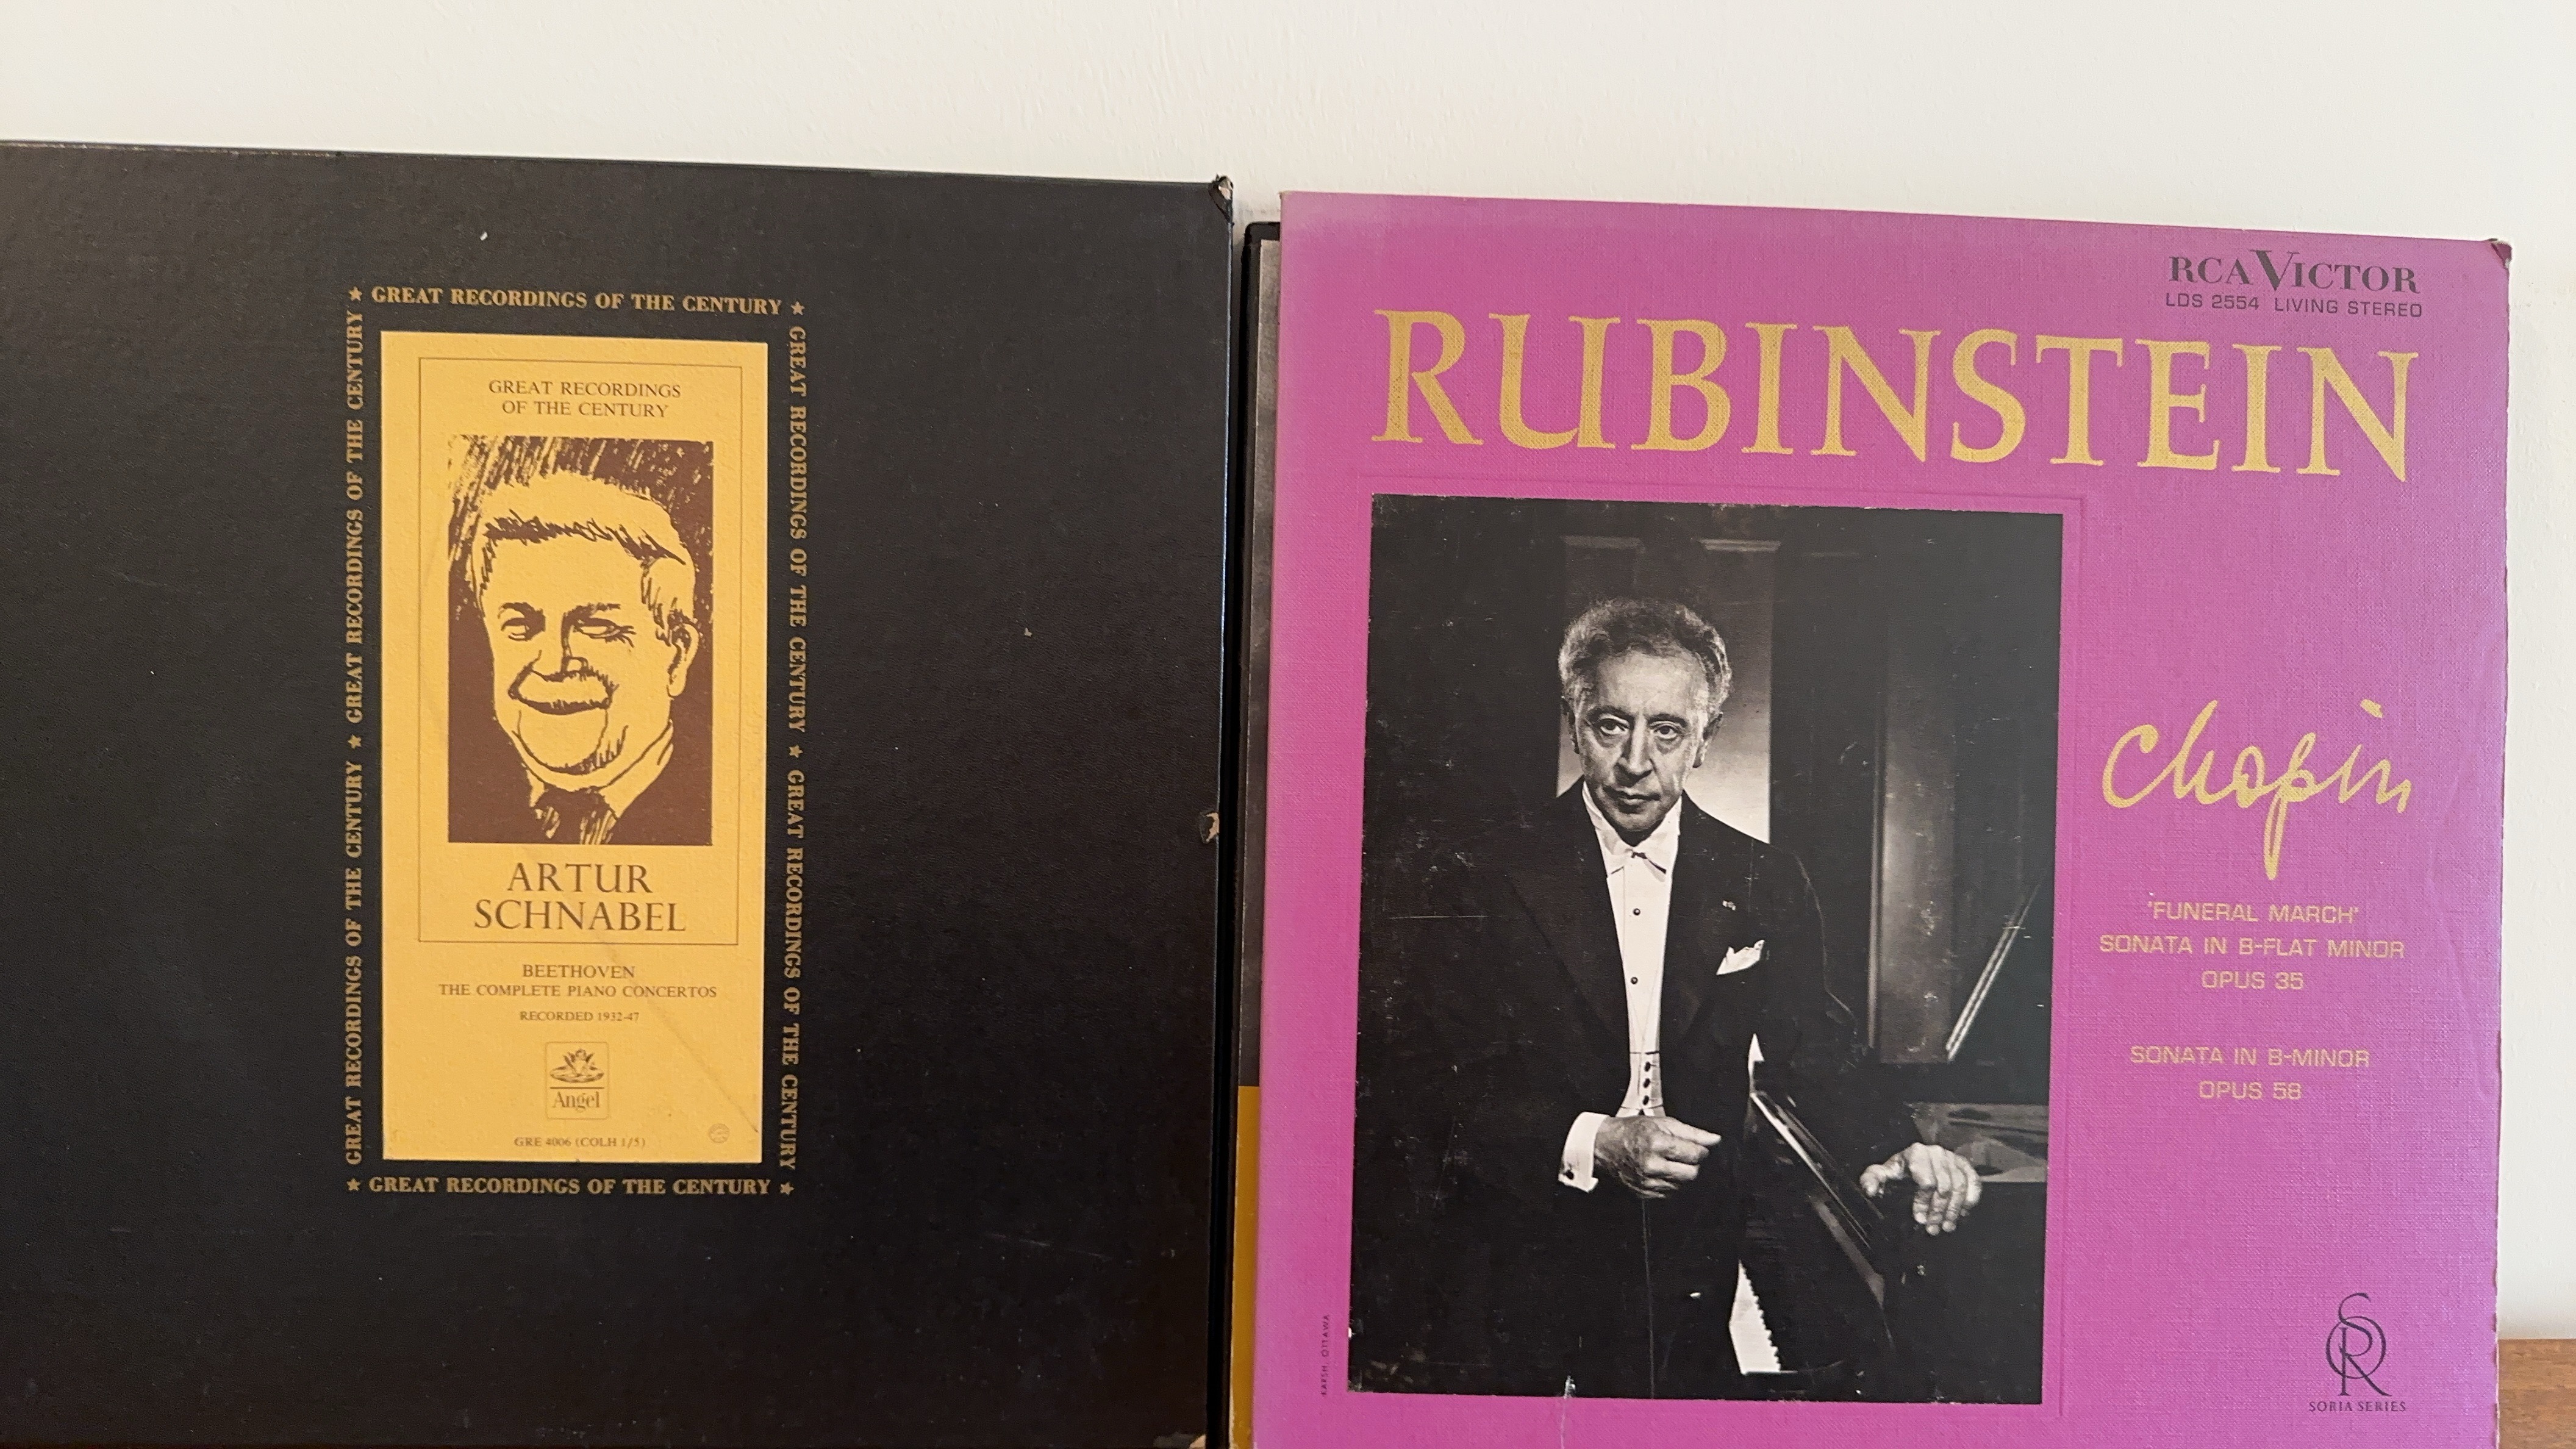 ★ GREAT RECORDINGS OF THE CENTURY ★
GREAT RECORDINGS OF THE CENTURY ★ GREAT RECORDINGS OF THE CENTURY
GREAT RECORDINGS OF THE CENTURY ★ GREAT RECORDINGS OF THE CENTURY
GREAT RECORDINGS
OF THE CENTURY
ARTUR
SCHNABEL
BEETHOVEN
THE COMPLETE PIANO CONCERTOS
RECORDED 1932-47
Angel
GRE 4006 (COLH 1/5)
★ GREAT RECORDINGS OF THE CENTURY ★
RCA VICTOR
LDS 2554 LIVING STEREO
RUBINSTEIN
Chopin
'FUNERAL MARCH'
SONATA IN B-FLAT MINOR
OPUS 35
SONATA IN B-MINOR
OPUS 58
KARSH, OTTAWA
SR
SORIA SERIES